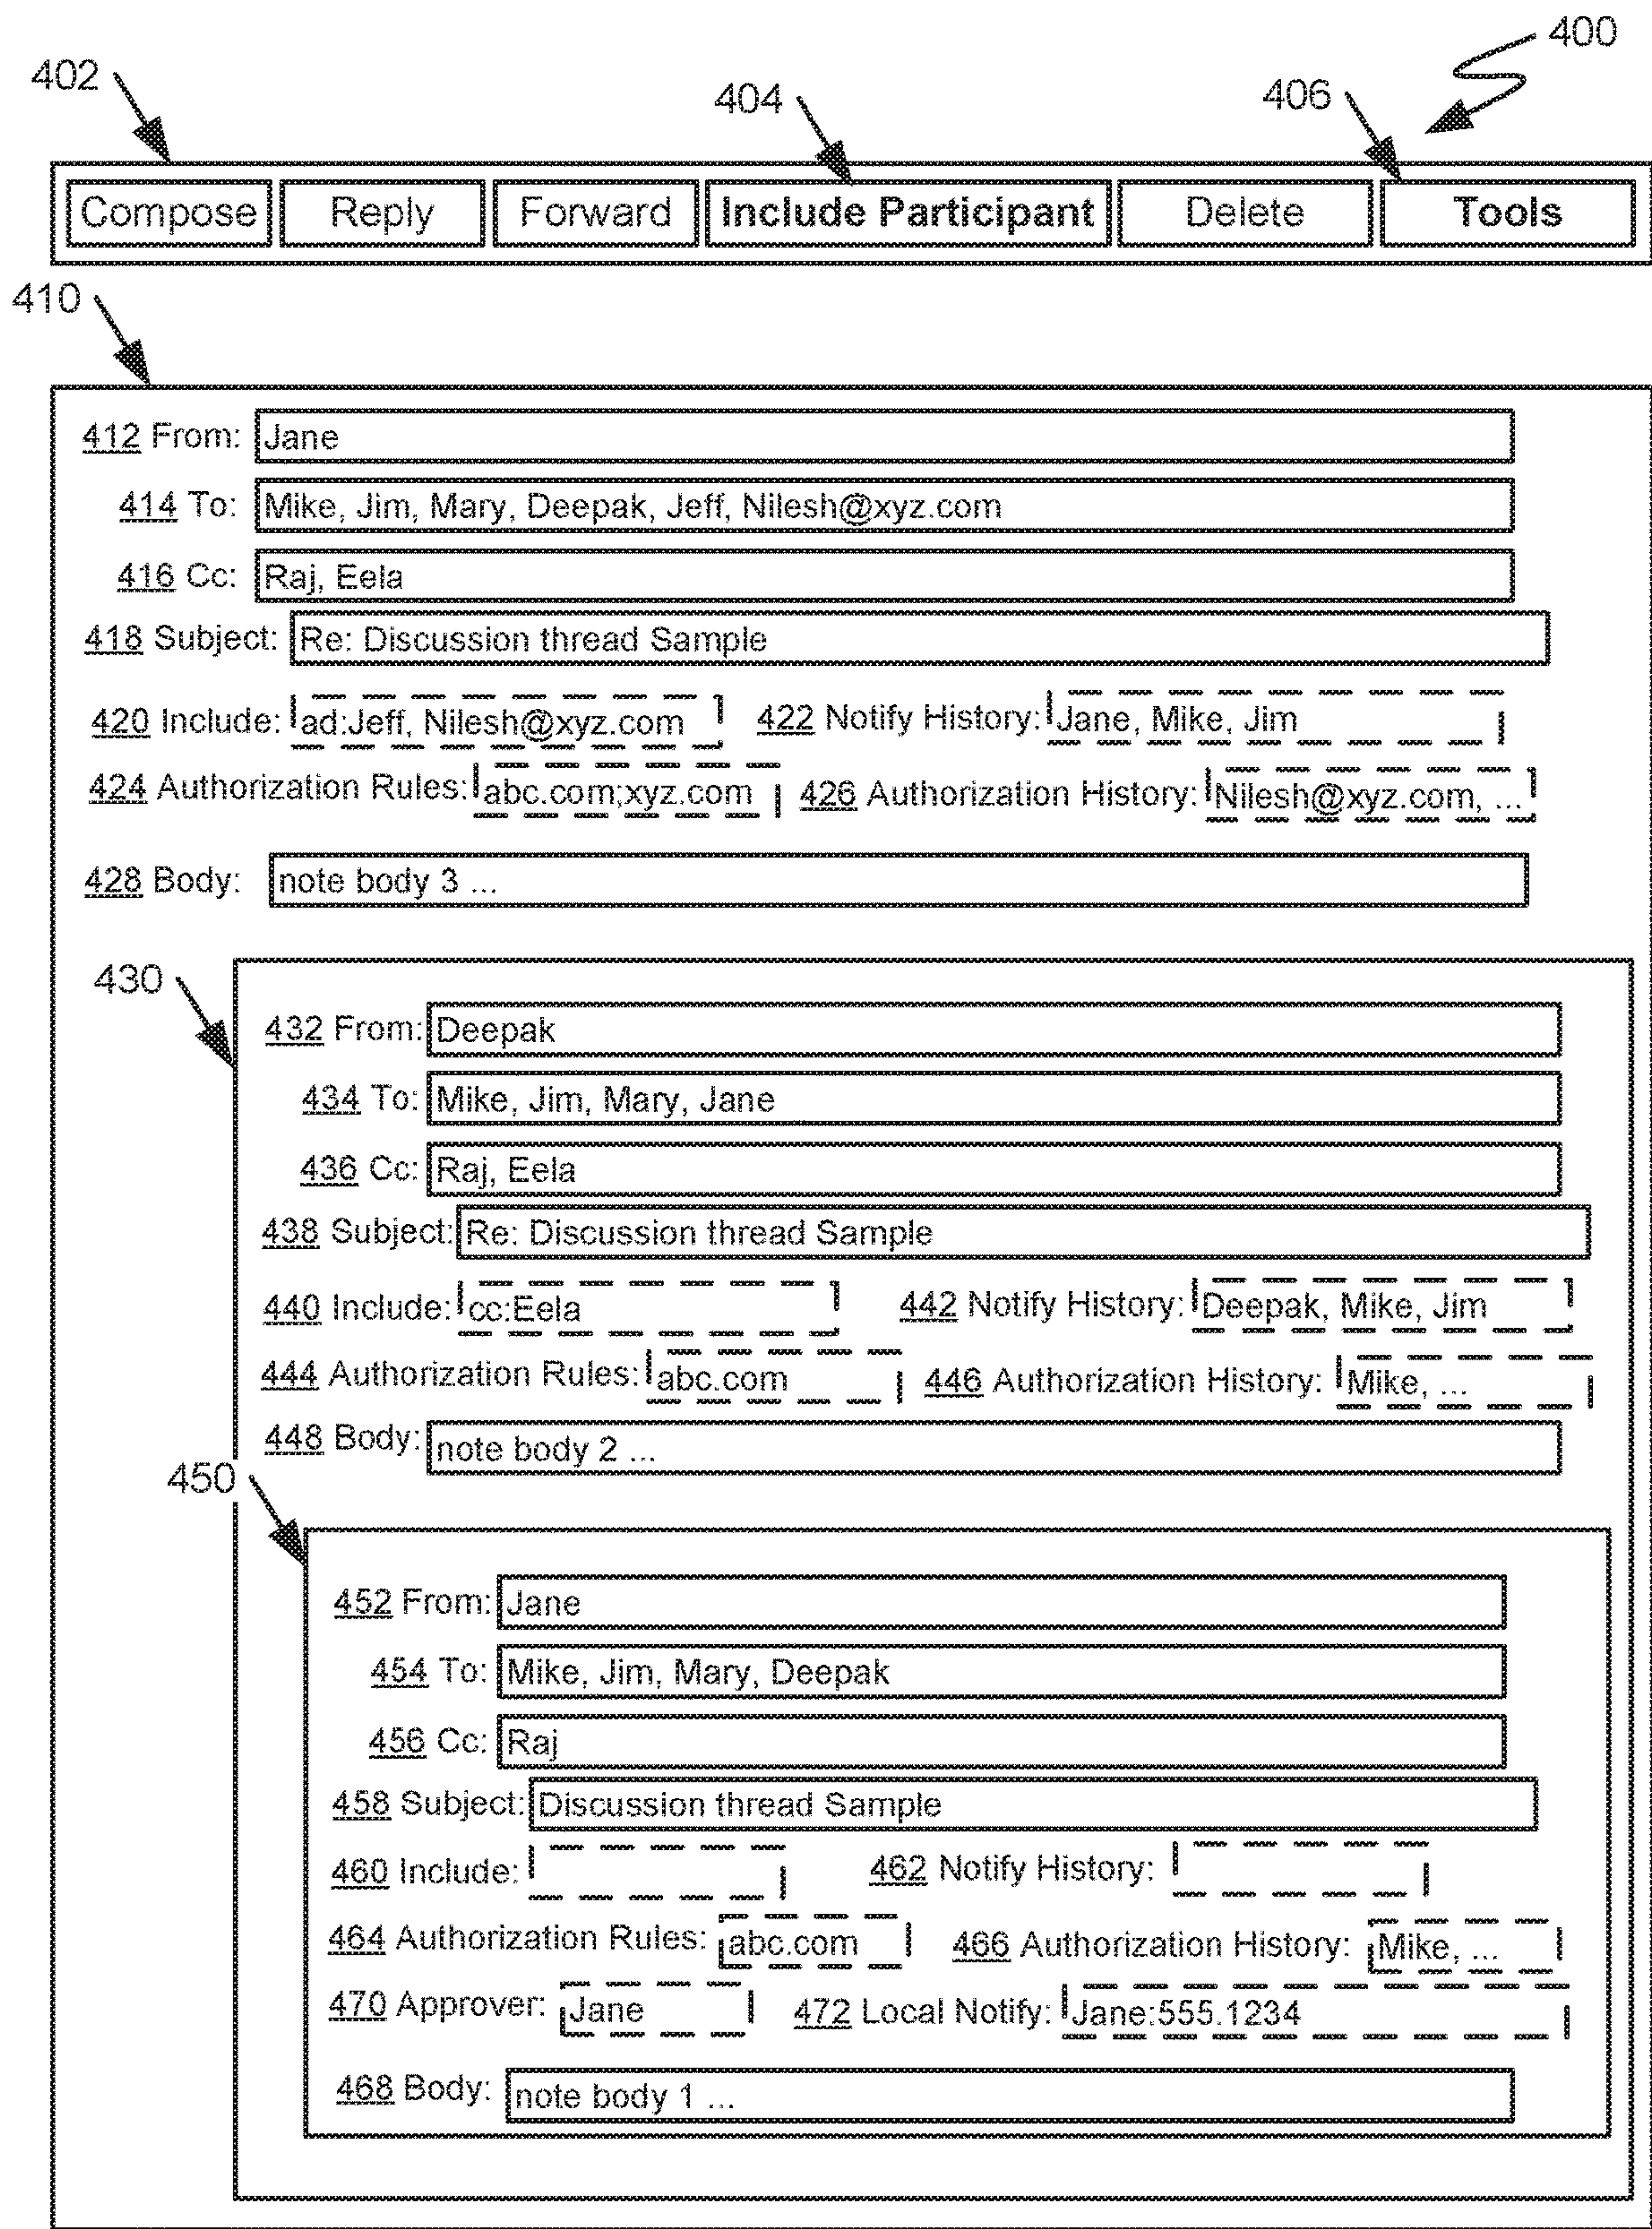 400
402
404
406
Compose Reply Forward Include Participant Delete Tools
410
412 From: Jane
414 To: Mike, Jim, Mary, Deepak, Jeff, Nilesh@xyz.com
416 Cc: Raj, Eela
418 Subject: Re: Discussion thread Sample
420 Include: ad:Jeff, Nilesh@xyz.com 422 Notify History: Jane, Mike, Jim
424 Authorization Rules: abc.com;xyz.com 426 Authorization History: Nilesh@xyz.com, ...
428 Body: note body 3 ...
430
432 From: Deepak
434 To: Mike, Jim, Mary, Jane
436 Cc: Raj, Eela
438 Subject: Re: Discussion thread Sample
440 Include: cc:Eela 442 Notify History: Deepak, Mike, Jim
444 Authorization Rules: abc.com 446 Authorization History: Mike, ...
448 Body: note body 2 ...
450
452 From: Jane
454 To: Mike, Jim, Mary, Deepak
456 Cc: Raj
458 Subject: Discussion thread Sample
460 Include: 462 Notify History:
464 Authorization Rules: abc.com 466 Authorization History: Mike, ...
470 Approver: Jane 472 Local Notify: Jane:555.1234
468 Body: note body 1 ...